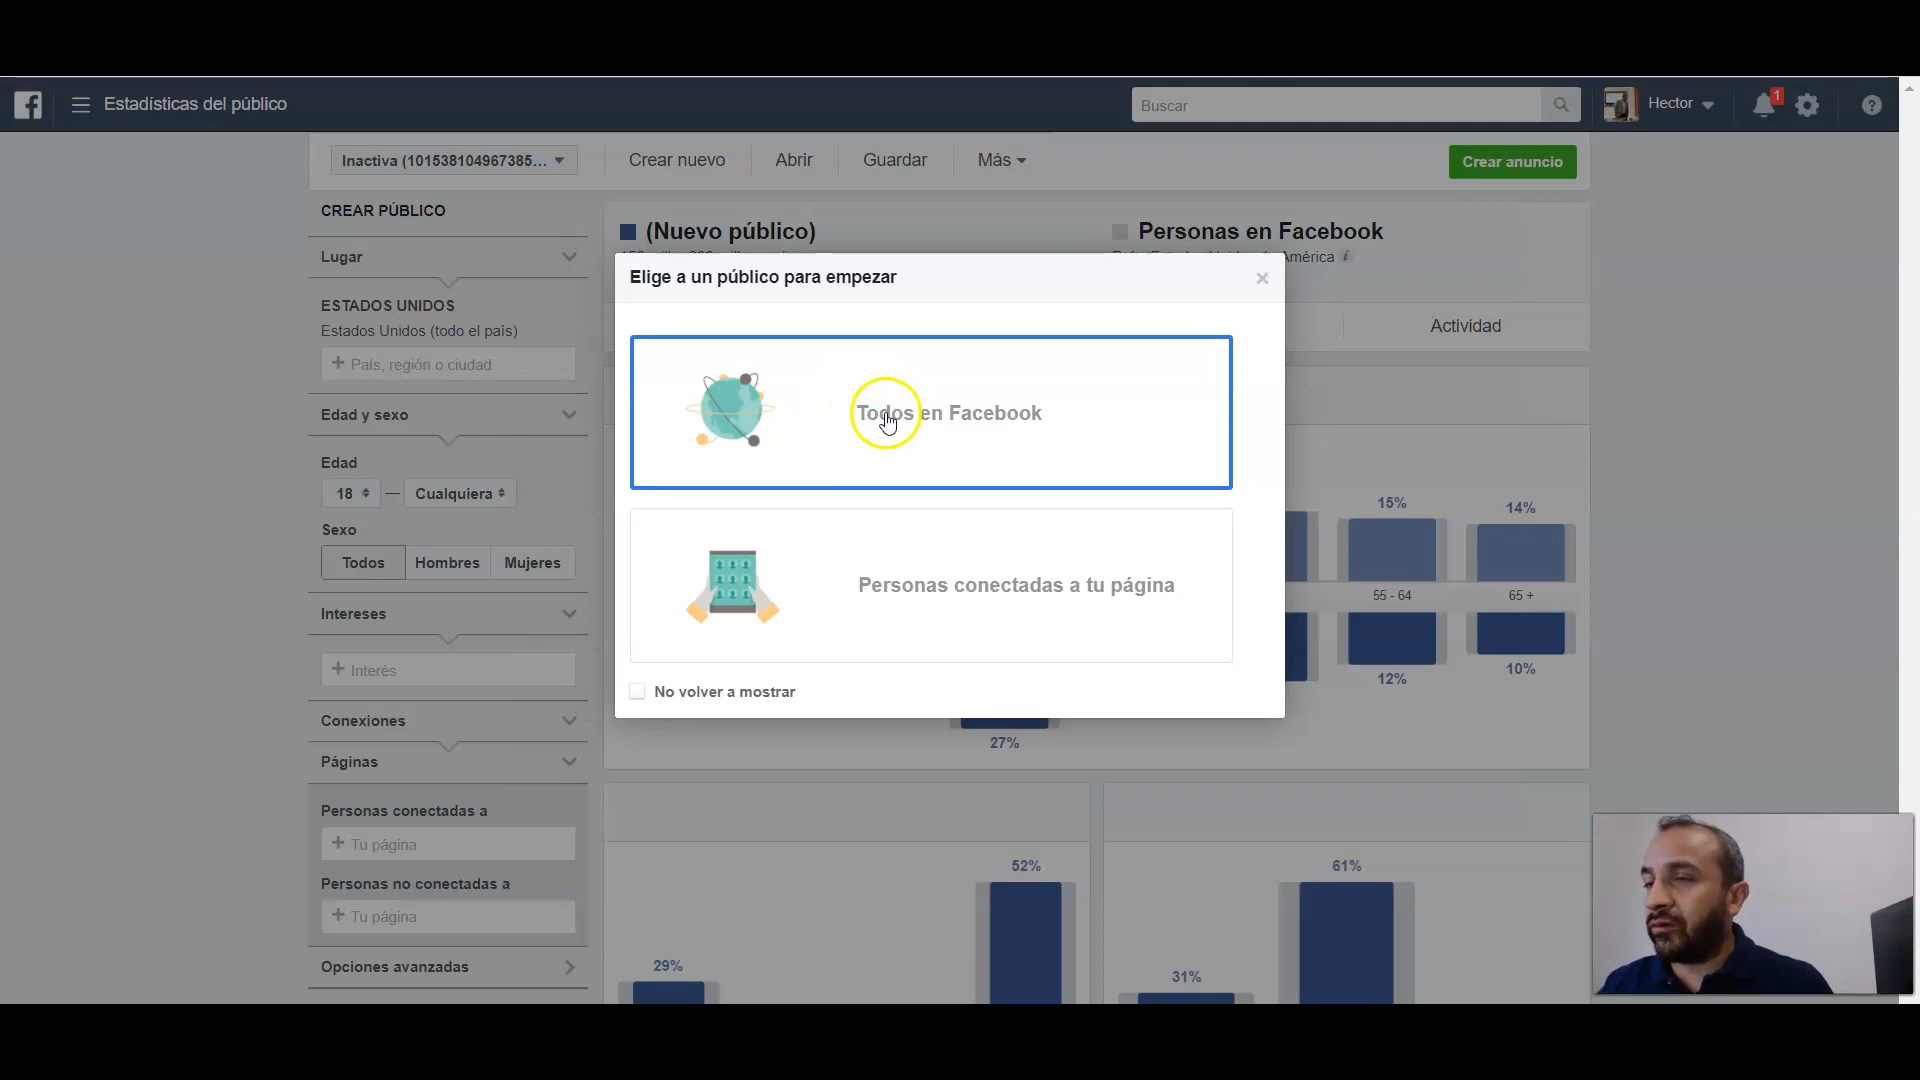 Estadísticas del público
Buscar
Hector
1
Inactiva (101538104967385...
Crear nuevo
Abrir
Guardar
Más
Crear anuncio
CREAR PÚBLICO
Lugar
ESTADOS UNIDOS
Estados Unidos (todo el país)
+ País, región o ciudad
Edad y sexo
Edad
18 — Cualquiera
Sexo
Todos Hombres Mujeres
Intereses
+ Interés
Conexiones
Páginas
Personas conectadas a
+ Tu página
Personas no conectadas a
+ Tu página
Opciones avanzadas
(Nuevo público)
Personas en Facebook
América
Elige a un público para empezar
Todos en Facebook
Personas conectadas a tu página
No volver a mostrar
Actividad
15%
14%
55 - 64
65 +
12%
10%
27%
52%
29%
61%
31%